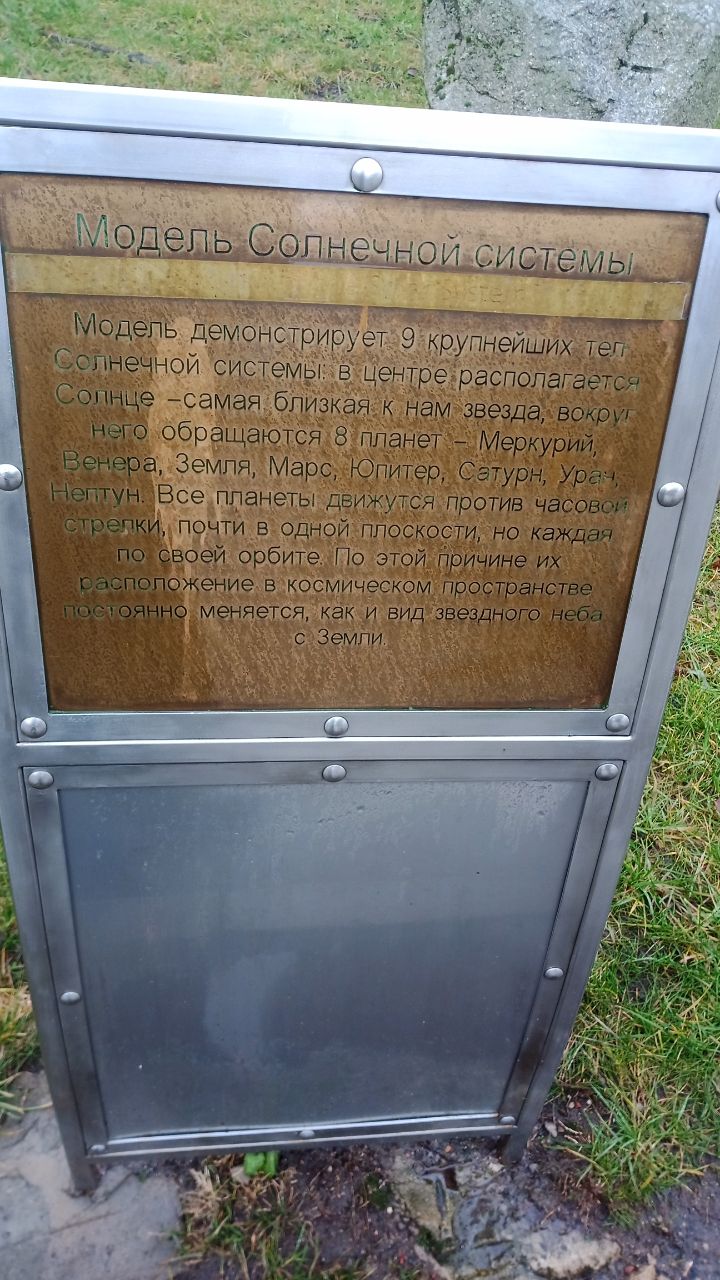 Модель Солнечной системы
Модель демонстрирует 9 крупнейших тел
Солнечной системы: в центре располагается
Солнце –самая близкая к нам звезда, вокруг
него обращаются 8 планет – Меркурий,
Венера, Земля, Марс, Юпитер, Сатурн, Уран,
Нептун. Все планеты движутся против часовой
стрелки, почти в одной плоскости, но каждая
по своей орбите. По этой причине их
расположение в космическом пространстве
постоянно меняется, как и вид звездного неба
с Земли.